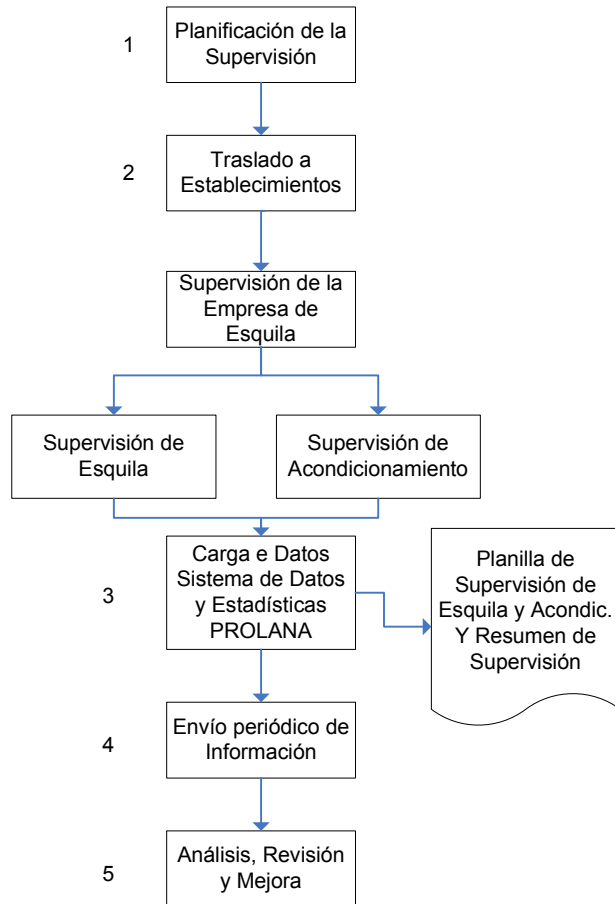 1
Planificación de la
Supervisión
2
Traslado a
Establecimientos
Supervisión de la
Empresa de
Esquila
Supervisión de
Esquila
Supervisión de
Acondicionamiento
3
Carga e Datos
Sistema de Datos
y Estadísticas
PROLANA
Planilla de
Supervisión de
Esquila y Acondic.
Y Resumen de
Supervisión
4
Envío periódico de
Información
5
Análisis, Revisión
y Mejora